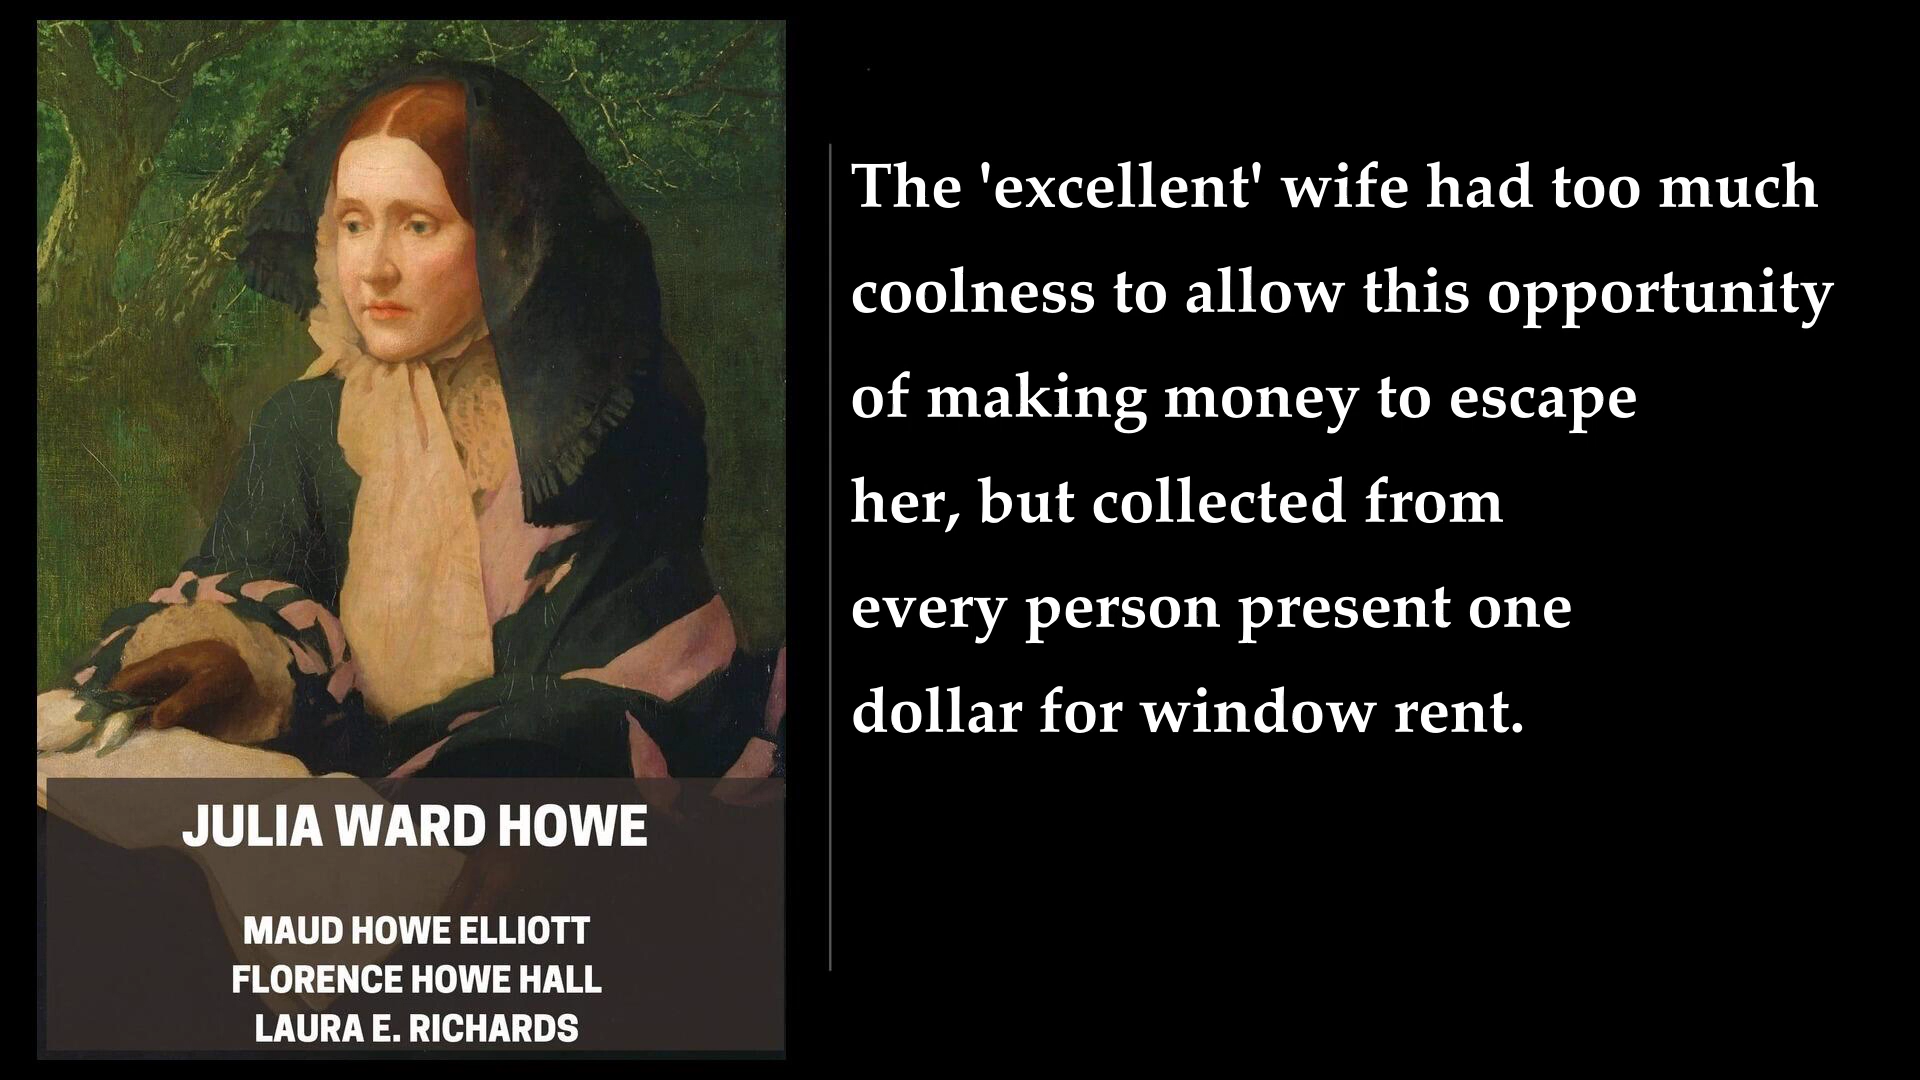 The 'excellent' wife had too much
coolness to allow this opportunity
of making money to escape
her, but collected from
every person present one
dollar for window rent.
JULIA WARD HOWE
MAUD HOWE ELLIOTT
FLORENCE HOWE HALL
LAURA E. RICHARDS